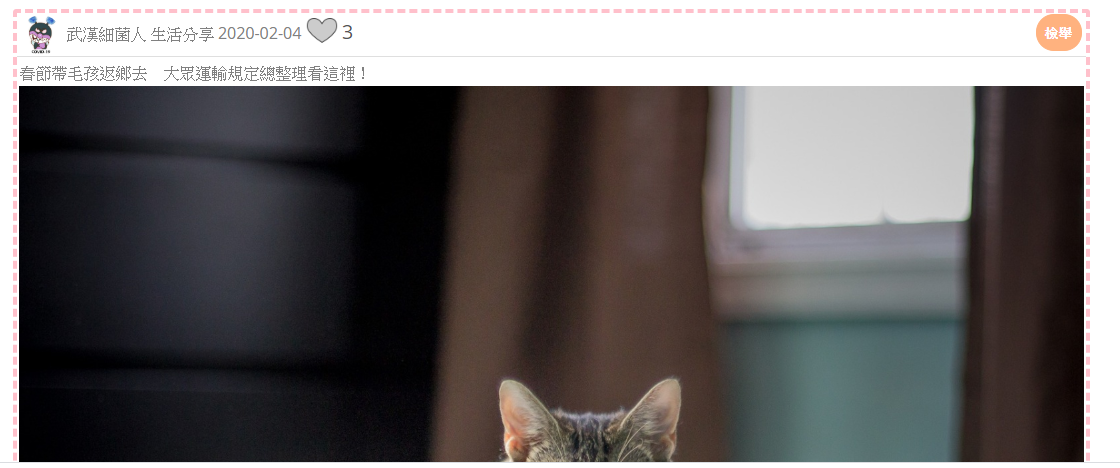 武漢細菌人 生活分享 2020-02-04 3
檢舉
春節帶毛孩返鄉去　大眾運輸規定總整理看這裡！